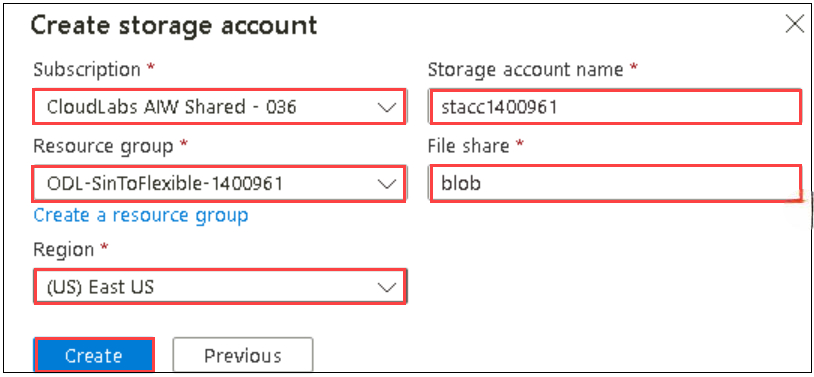 Create storage account
Subscription *
Storage account name *
CloudLabs AIW Shared - 036
stacc1400961
Resource group *
File share *
ODL-SinToFlexible-1400961
blob
Create a resource group
Region *
(US) East US
Create
Previous